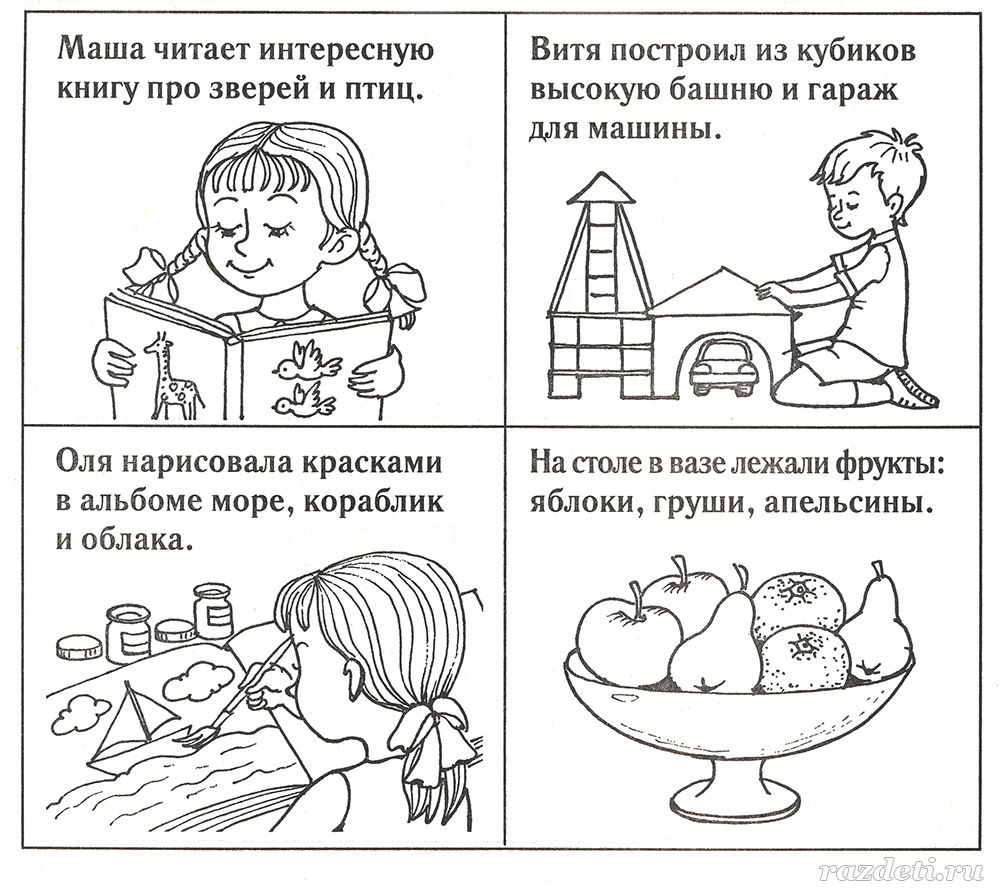 Маша читает интересную
книгу про зверей и птиц.
Витя построил из кубиков
высокую башню и гараж
для машины.
Оля нарисовала красками
в альбоме море, кораблик
и облака.
На столе в вазе лежали фрукты:
яблоки, груши, апельсины.
razdeti.ru